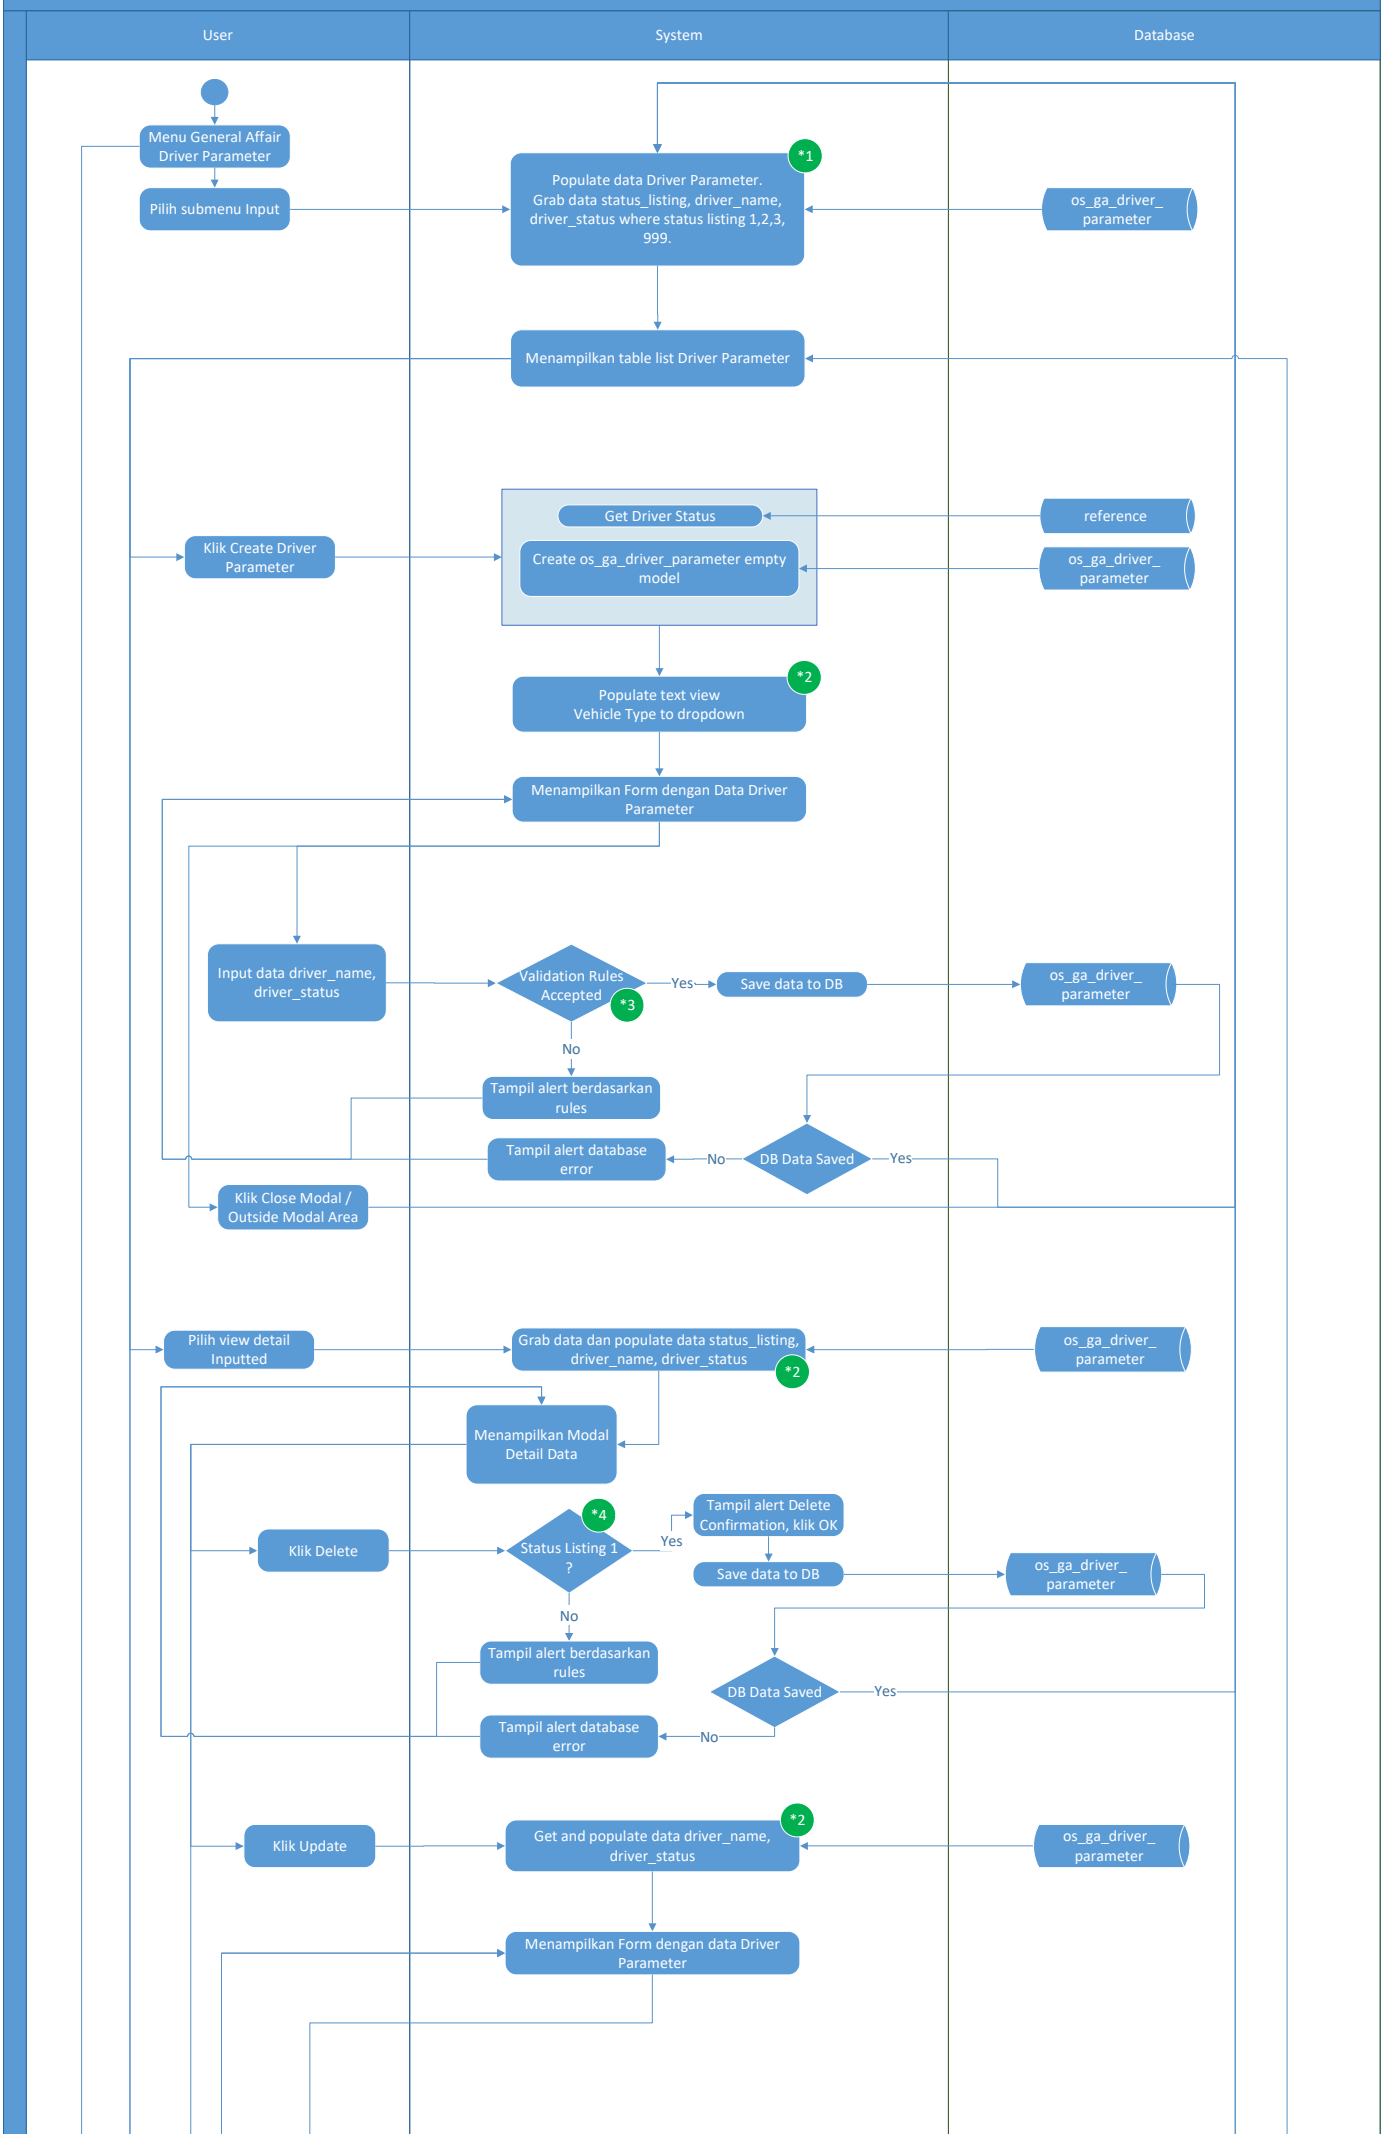 User
System
Database
Menu General Affair
Driver Parameter
Pilih submenu Input
*1
Populate data Driver Parameter.
Grab data status_listing, driver_name,
driver_status where status listing 1,2,3,
999.
os_ga_driver_
parameter
Menampilkan table list Driver Parameter
Klik Create Driver
Parameter
Get Driver Status
Create os_ga_driver_parameter empty
model
reference
os_ga_driver_
parameter
*2
Populate text view
Vehicle Type to dropdown
Menampilkan Form dengan Data Driver
Parameter
Input data driver_name,
driver_status
Validation Rules
Accepted
*3
Yes
Save data to DB
os_ga_driver_
parameter
No
Tampil alert berdasarkan
rules
Tampil alert database
error
No
DB Data Saved
Yes
Klik Close Modal /
Outside Modal Area
Pilih view detail
Inputted
Grab data dan populate data status_listing,
driver_name, driver_status
*2
os_ga_driver_
parameter
Menampilkan Modal
Detail Data
Klik Delete
*4
Status Listing 1
?
Yes
Tampil alert Delete
Confirmation, klik OK
Save data to DB
os_ga_driver_
parameter
No
Tampil alert berdasarkan
rules
DB Data Saved
Yes
Tampil alert database
error
No
Klik Update
*2
Get and populate data driver_name,
driver_status
os_ga_driver_
parameter
Menampilkan Form dengan data Driver
Parameter